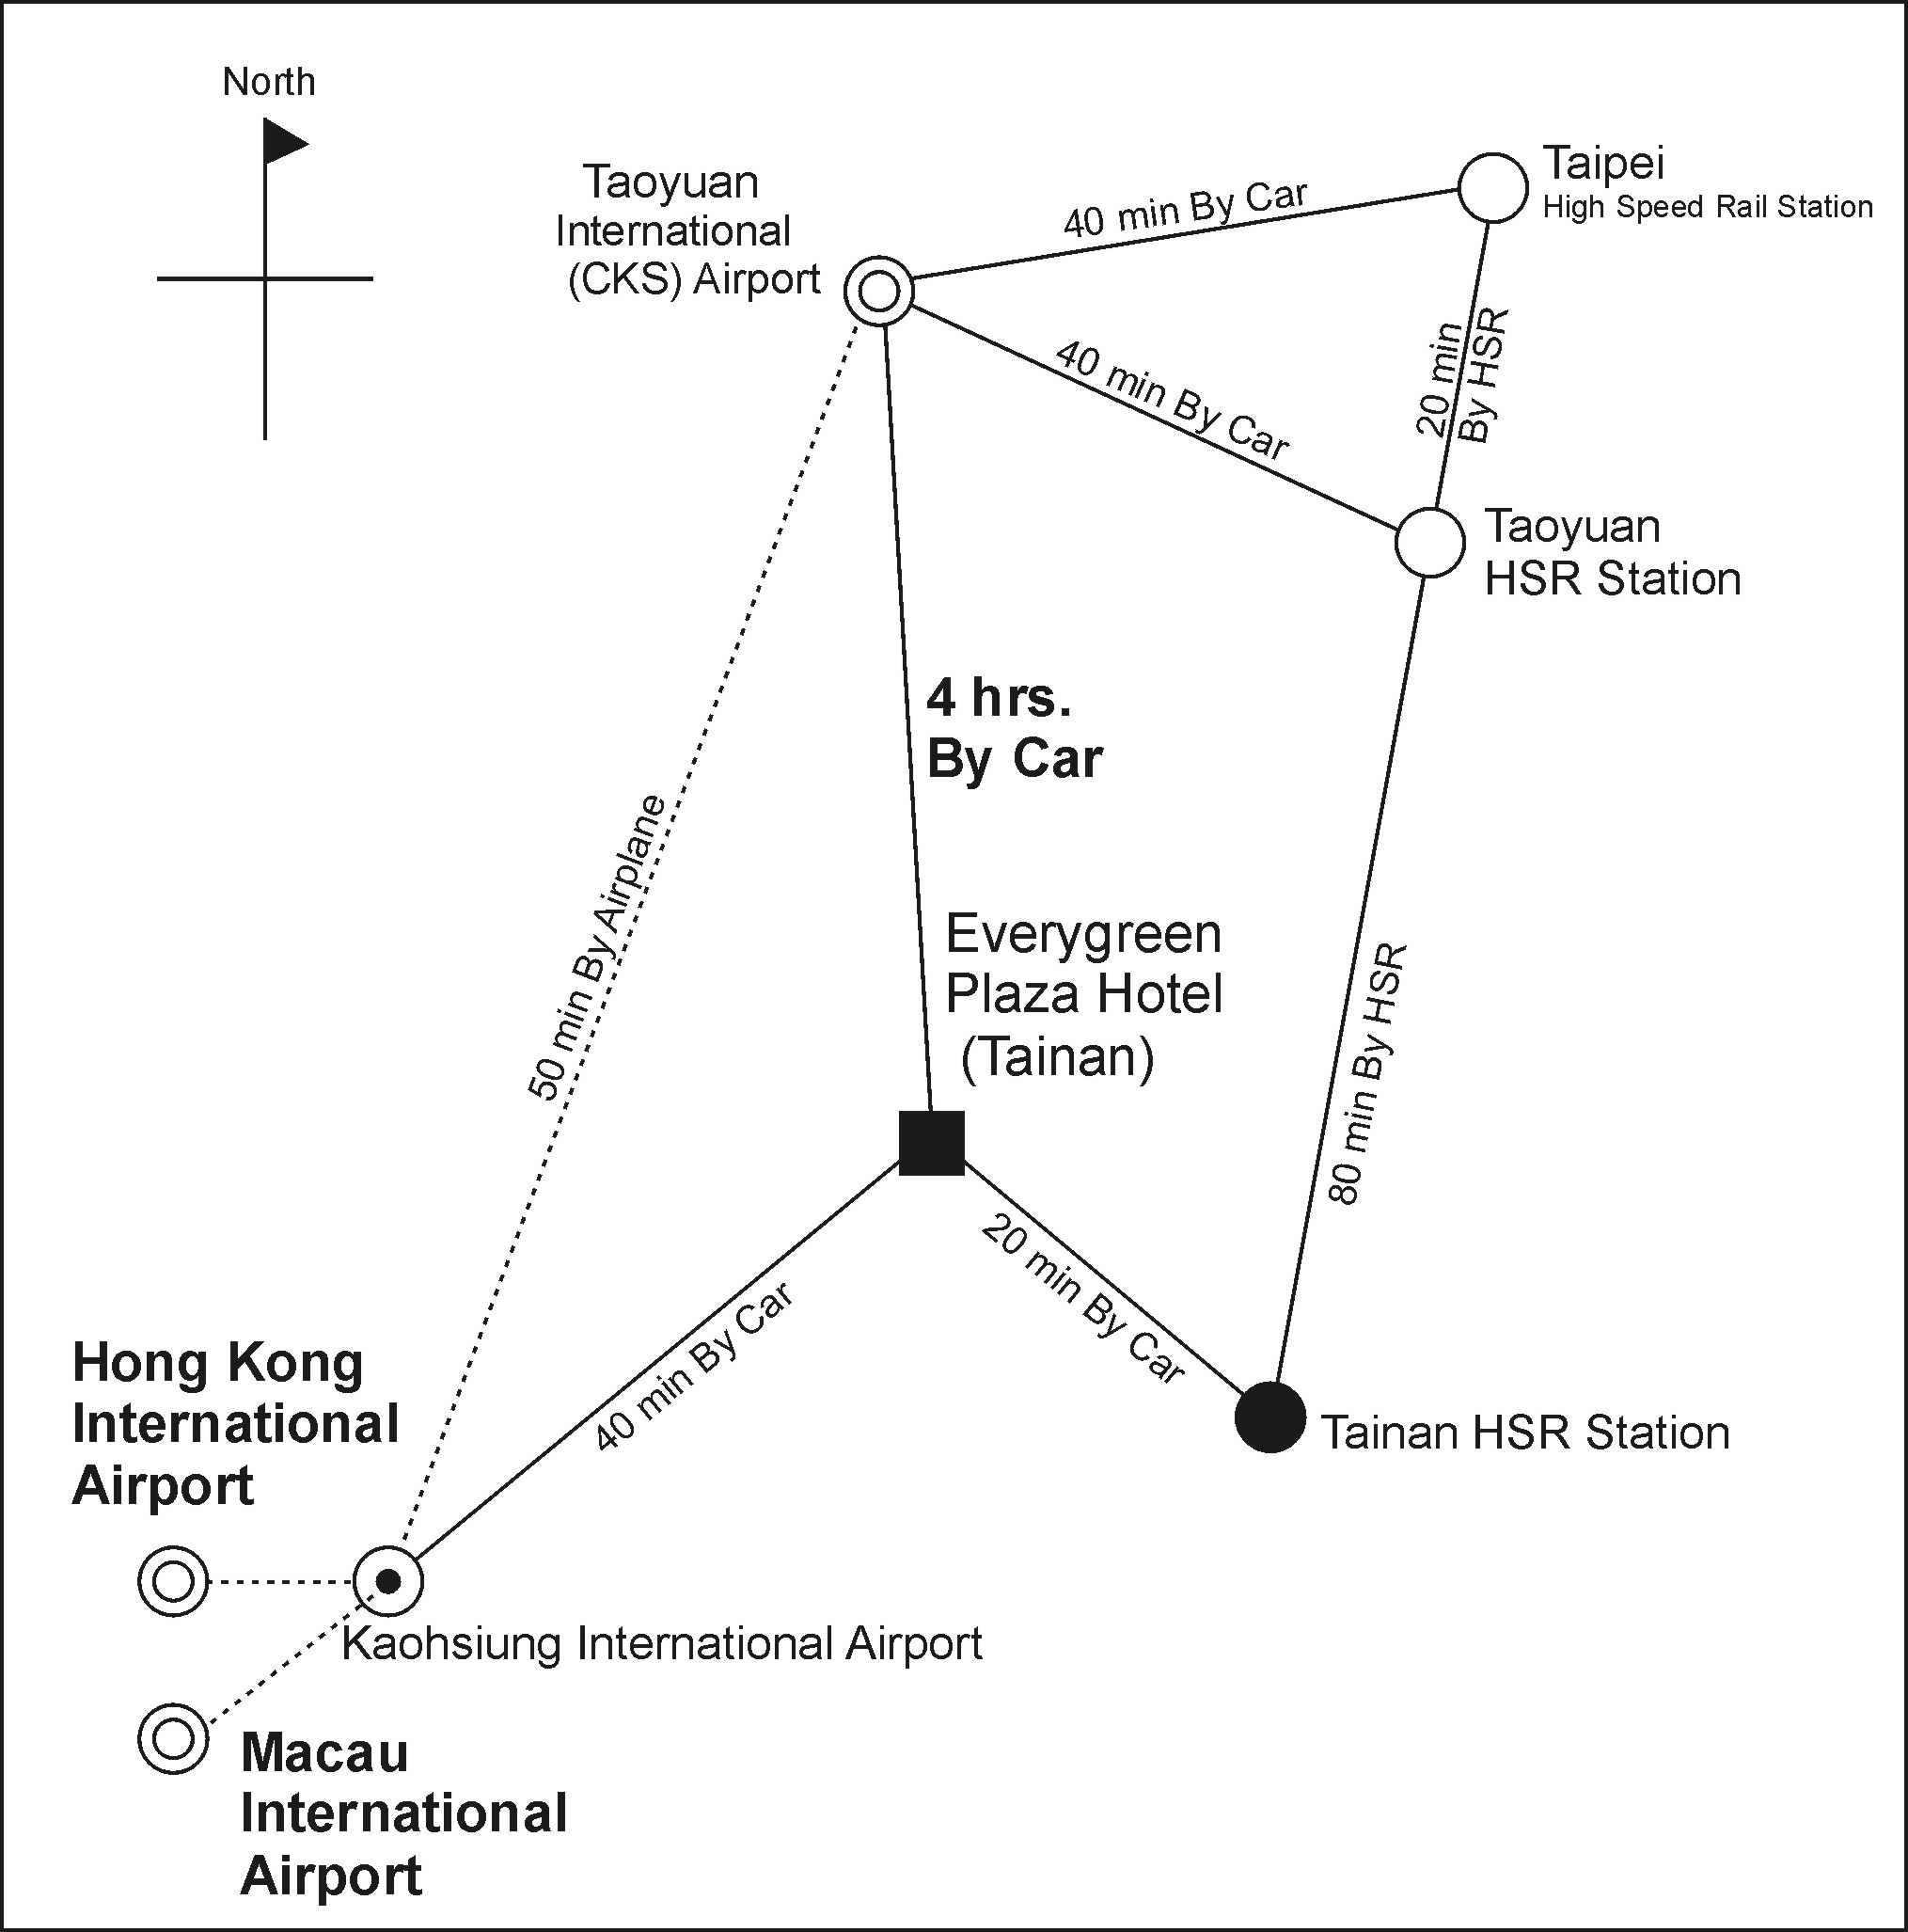 North
Taoyuan
International
(CKS) Airport
Taipei
High Speed Rail Station
40 min By Car
40 min By Car
20 min
By HSR
Taoyuan
HSR Station
4 hrs.
By Car
50 min By Airplane
Everygreen
Plaza Hotel
(Tainan)
80 min By HSR
20 min By Car
40 min By Car
Hong Kong
International
Airport
Tainan HSR Station
Kaohsiung International Airport
Macau
International
Airport